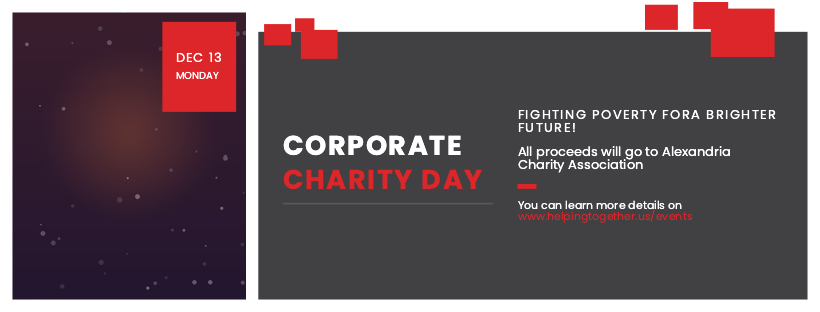 DEC 13
MONDAY
CORPORATE
CHARITY DAY
FIGHTING POVERTY FORA BRIGHTER
FUTURE!
All proceeds will go to Alexandria
Charity Association
You can learn more details on
www.helpingtogether.us/events